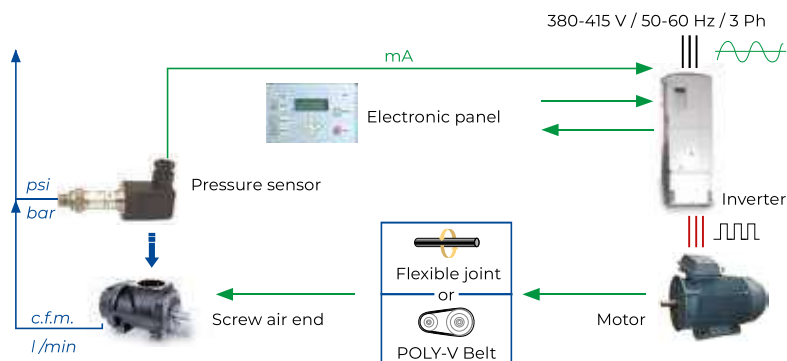 380-415 V / 50-60 Hz / 3 Ph
mA
Electronic panel
psi
bar
Pressure sensor
Inverter
Flexible joint
or
POLY-V Belt
c.f.m.
l /min
Screw air end
Motor